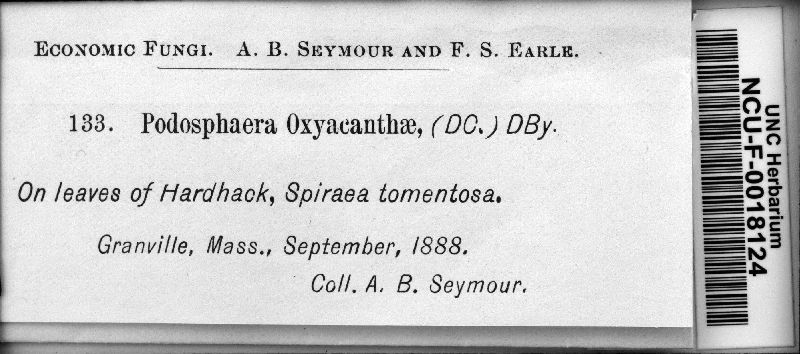 ECONOMIC FUNGI. A. B. SEYMOUR AND F. S. EARLE.
133. Podosphaera Oxyacanthæ, (DC.) DBy.
On leaves of Hardhack, Spiraea tomentosa.
Granville, Mass., September, 1888.
Coll. A. B. Seymour.
UNC Herbarium
NCU-F-0018124